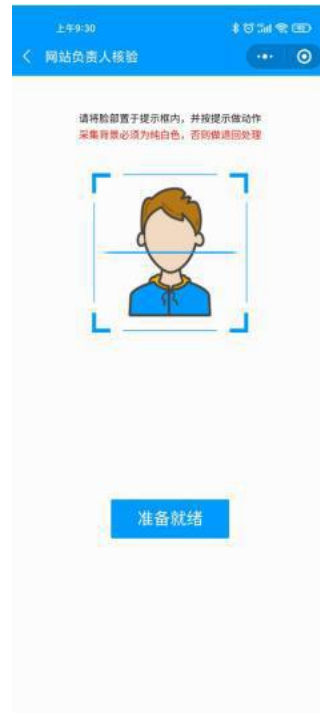 上午9:30
网站负责人核验
请将脸部置于提示框内，并按提示做动作
采集背景必须为纯白色，否则做退回处理
准备就绪